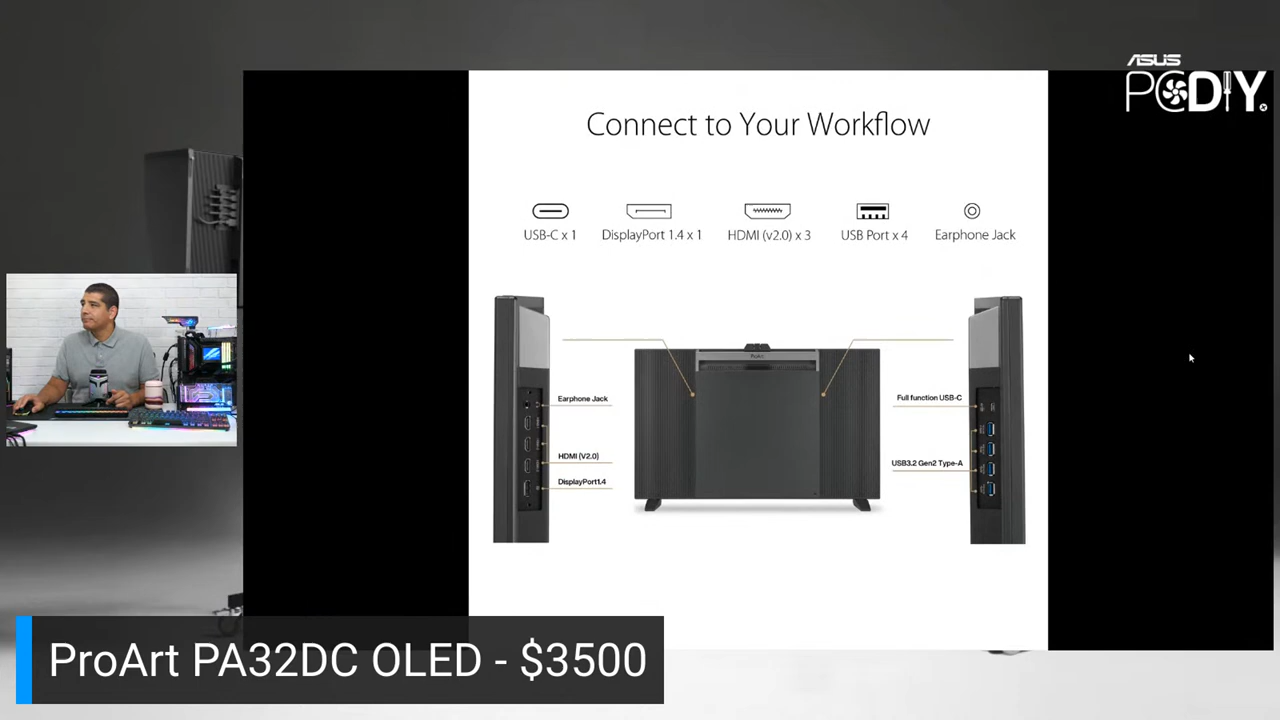 ASUS
PCDIY.
Connect to Your Workflow
USB-C x 1
DisplayPort 1.4 x 1
HDMI (v2.0) x 3
USB Port x 4
Earphone Jack
ProArt
Earphone Jack
HDMI (V2.0)
DisplayPort1.4
Full function USB-C
USB3.2 Gen2 Type-A
ProArt PA32DC OLED - $3500